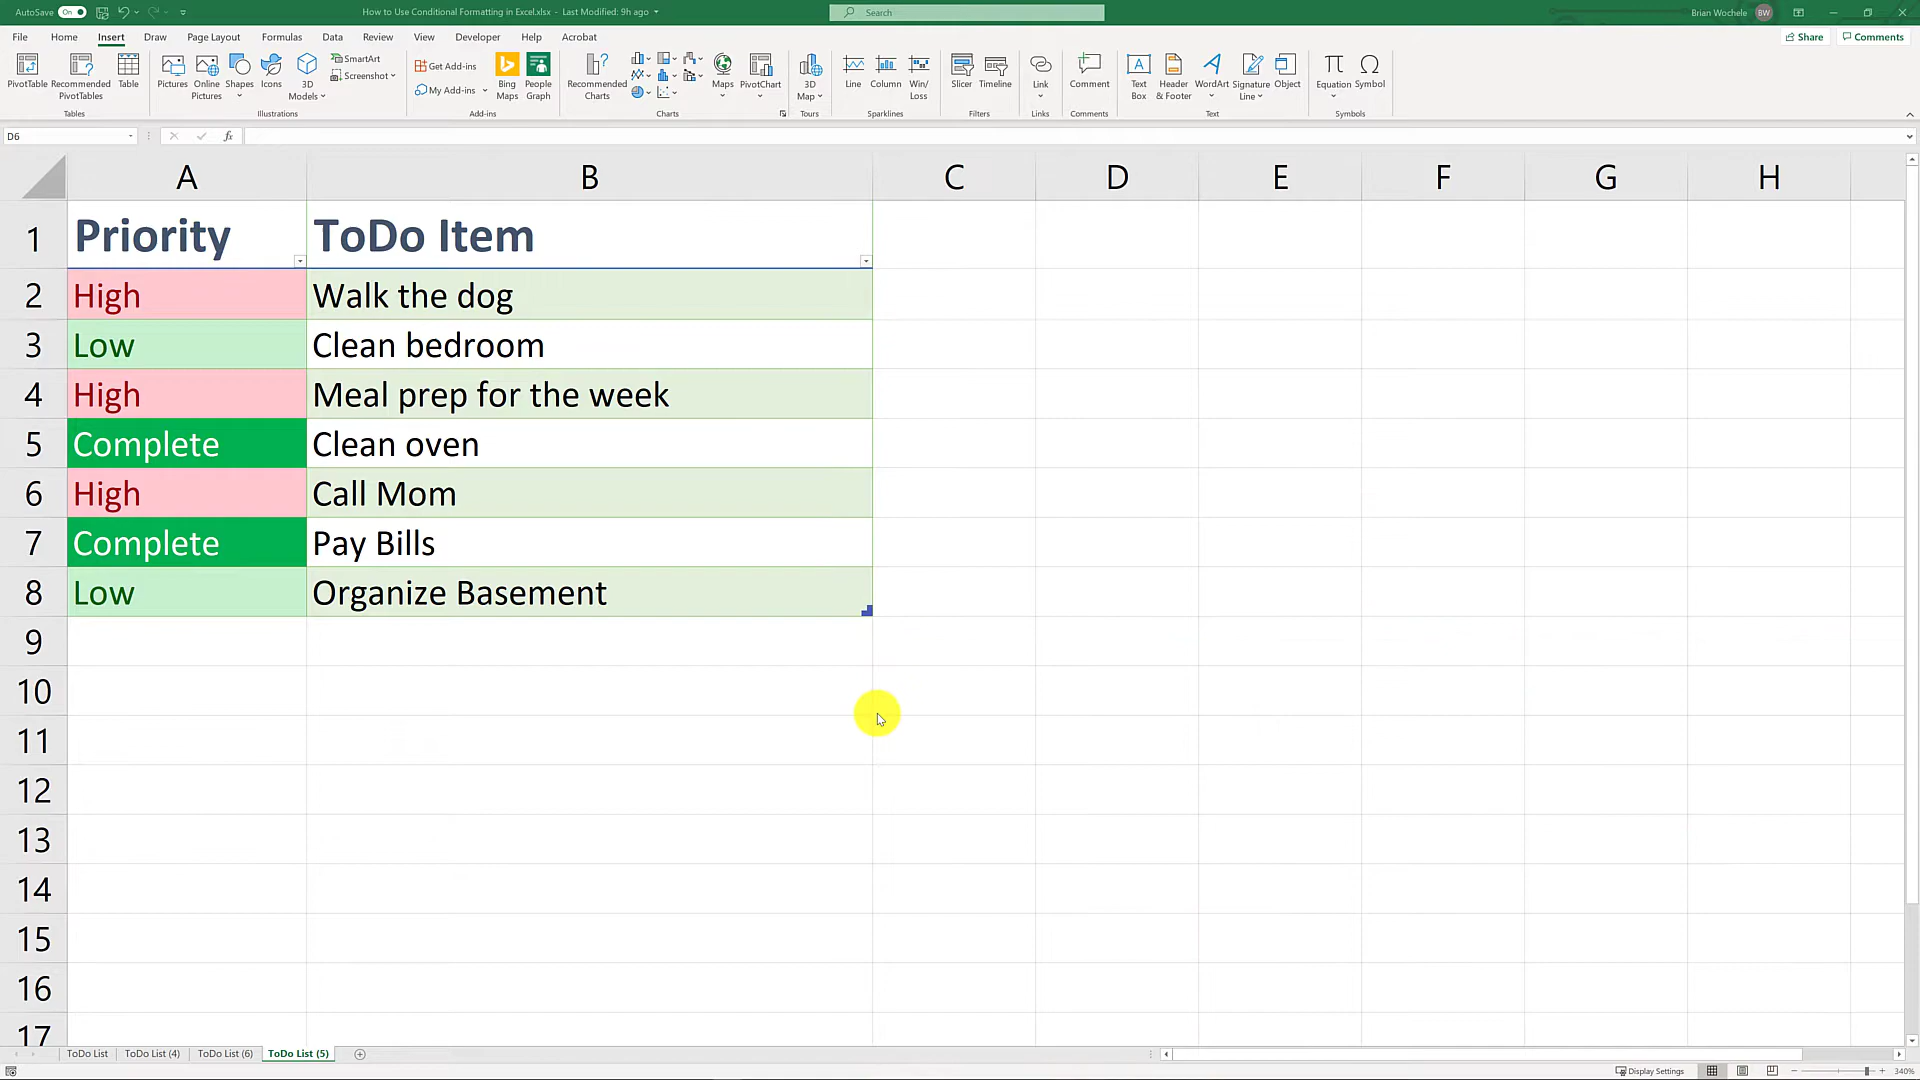 AutoSave On How to Use Conditional Formatting in Excel.xlsx - Last Modified: 9h ago Search Brian Wochele BW
File Home Insert Draw Page Layout Formulas Data Review View Developer Help Acrobat Share Comments
PivotTable Recommended PivotTables Table Pictures Online Pictures Shapes Icons 3D Models SmartArt Screenshot Get Add-ins My Add-ins Bing Maps People Graph Recommended Charts Maps PivotChart 3D Map Line Column Win/Loss Slicer Timeline Link Comment Text Box Header & Footer WordArt Signature Line Object Equation Symbol
Tables Illustrations Add-ins Charts Tours Sparklines Filters Links Comments Text Symbols
D6 fx
A B C D E F G H
1 Priority ToDo Item
2 High Walk the dog
3 Low Clean bedroom
4 High Meal prep for the week
5 Complete Clean oven
6 High Call Mom
7 Complete Pay Bills
8 Low Organize Basement
9
10
11
12
13
14
15
16
17
ToDo List ToDo List (4) ToDo List (6) ToDo List (5)
Display Settings 340%